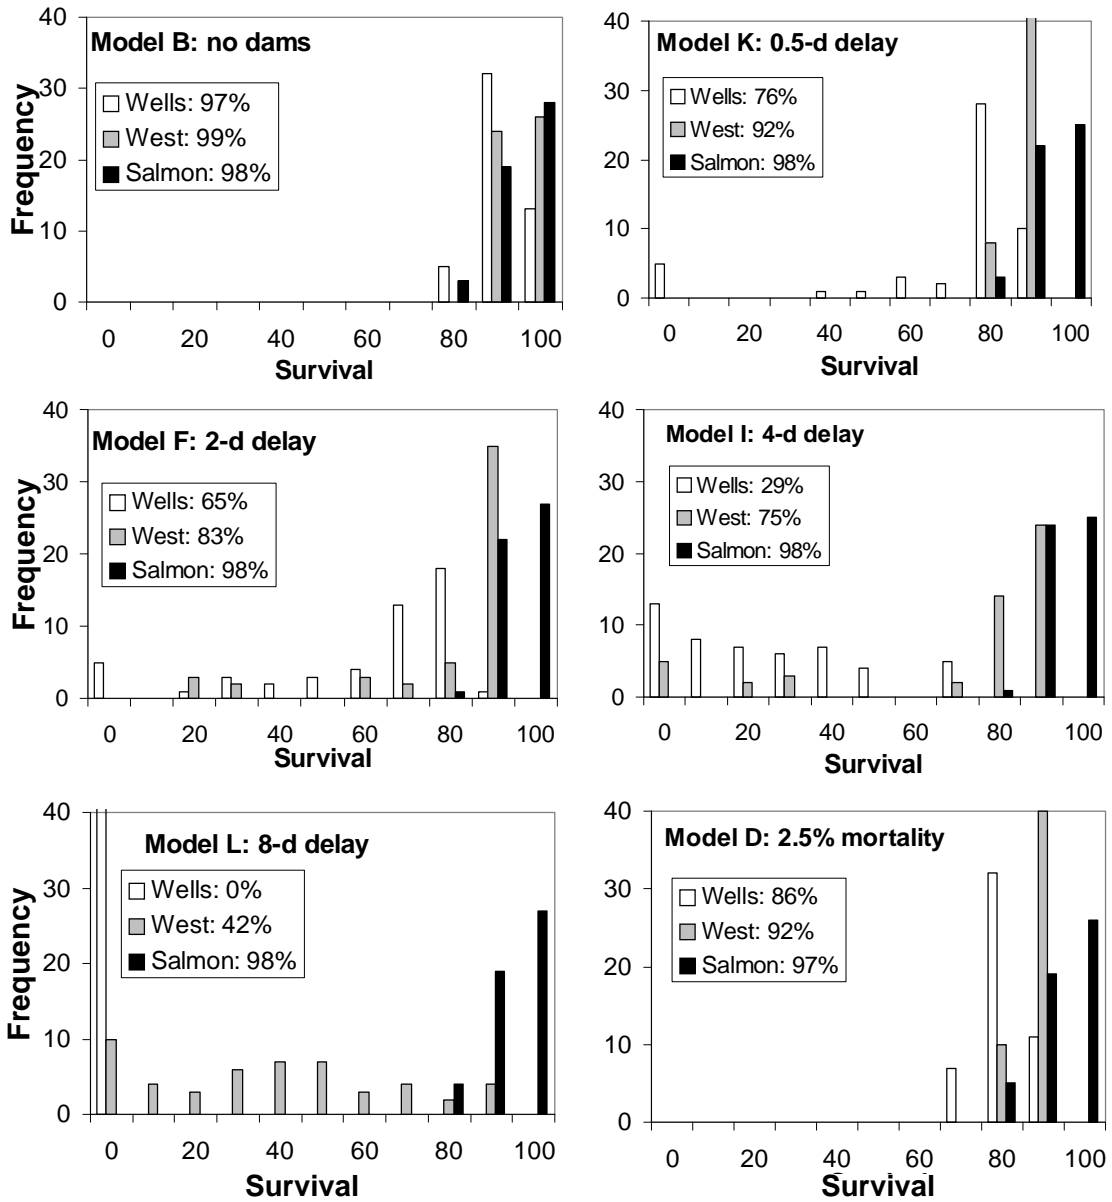 Model B: no dams
Wells: 97%
West: 99%
Salmon: 98%
Frequency
40
30
20
10
0
0 20 40 60 80 100
Survival
Model K: 0.5-d delay
Wells: 76%
West: 92%
Salmon: 98%
40
30
20
10
0
0 20 40 60 80 100
Survival
Model F: 2-d delay
Wells: 65%
West: 83%
Salmon: 98%
Frequency
40
30
20
10
0
0 20 40 60 80 100
Survival
Model I: 4-d delay
Wells: 29%
West: 75%
Salmon: 98%
40
30
20
10
0
0 20 40 60 80 100
Survival
Model L: 8-d delay
Wells: 0%
West: 42%
Salmon: 98%
Frequency
40
30
20
10
0
0 20 40 60 80 100
Survival
Model D: 2.5% mortality
Wells: 86%
West: 92%
Salmon: 97%
40
30
20
10
0
0 20 40 60 80 100
Survival